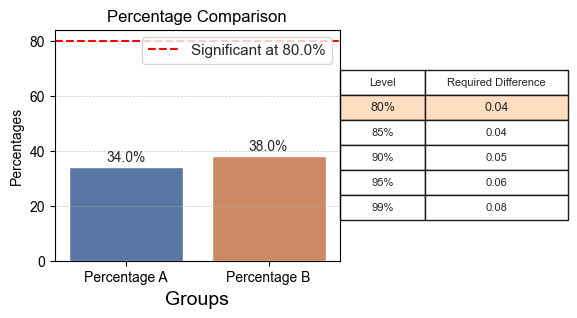 Percentage Comparison
80
Significant at 80.0%
60
40
20
0
Percentages
34.0%
38.0%
Percentage A
Percentage B
Groups
Level Required Difference
80% 0.04
85% 0.04
90% 0.05
95% 0.06
99% 0.08